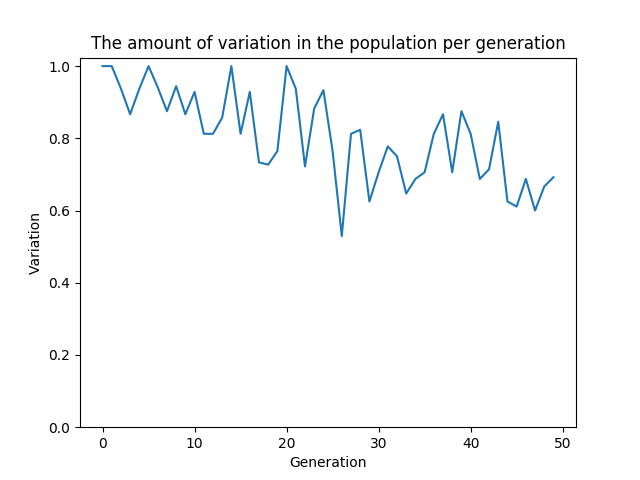 The amount of variation in the population per generation
1.0
0.8
0.6
0.4
0.2
0.0
Variation
0 10 20 30 40 50
Generation